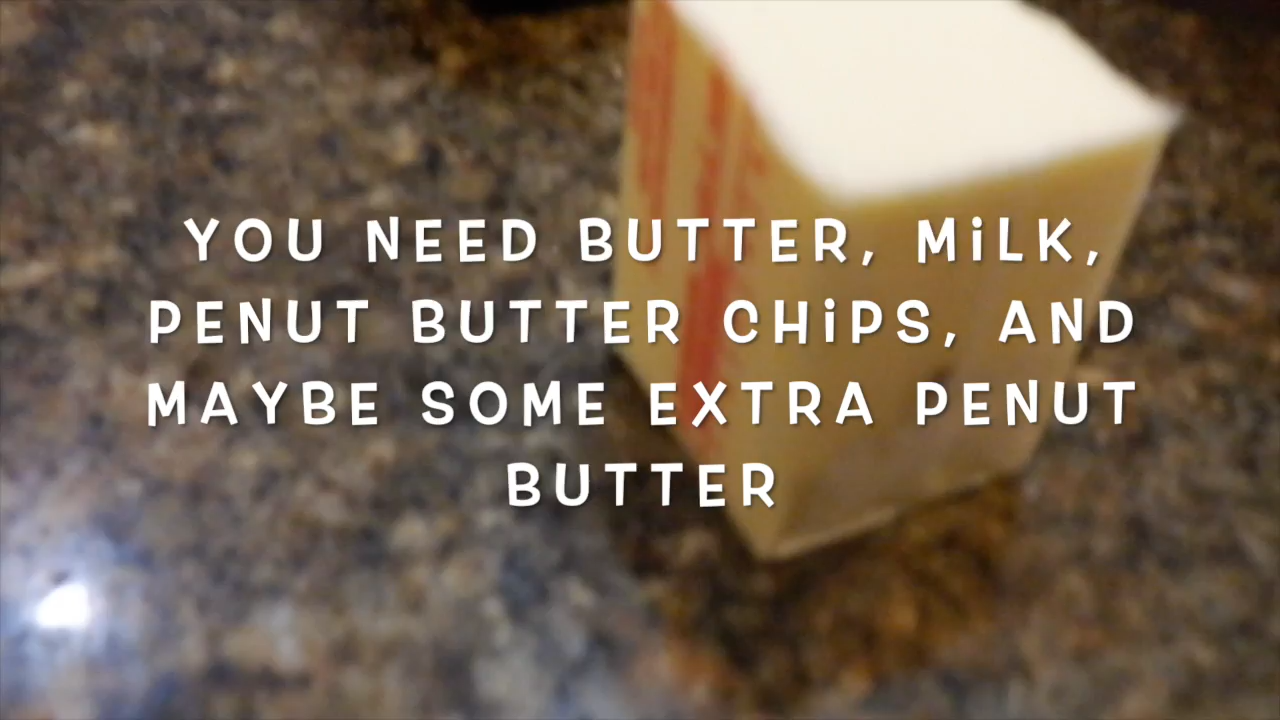 YOU NEED BUTTER, MiLK,
PENUT BUTTER CHiPS, AND
MAYBE SOME EXTRA PENUT
BUTTER